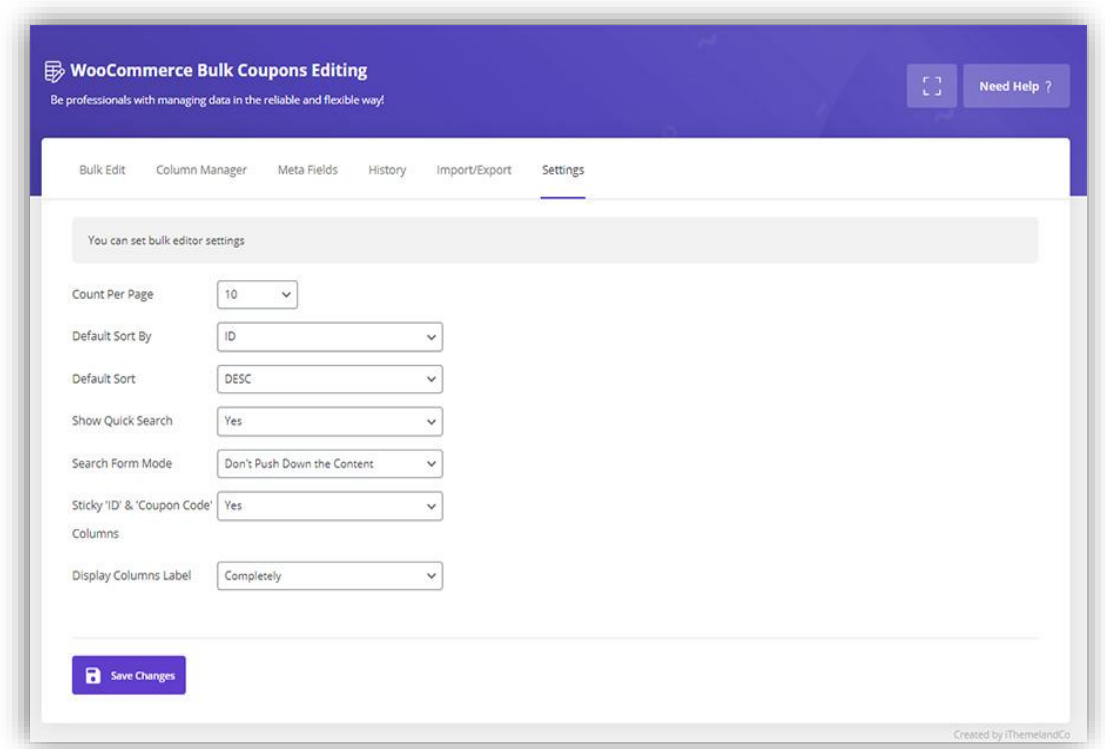 WooCommerce Bulk Coupons Editing
Be professionals with managing data in the reliable and flexible way!
Need Help ?
Bulk Edit Column Manager Meta Fields History Import/Export Settings
You can set bulk editor settings
Count Per Page 10
Default Sort By ID
Default Sort DESC
Show Quick Search Yes
Search Form Mode Don't Push Down the Content
Sticky 'ID' & 'Coupon Code' Yes
Columns
Display Columns Label Completely
Save Changes
Created by iThemelandCo